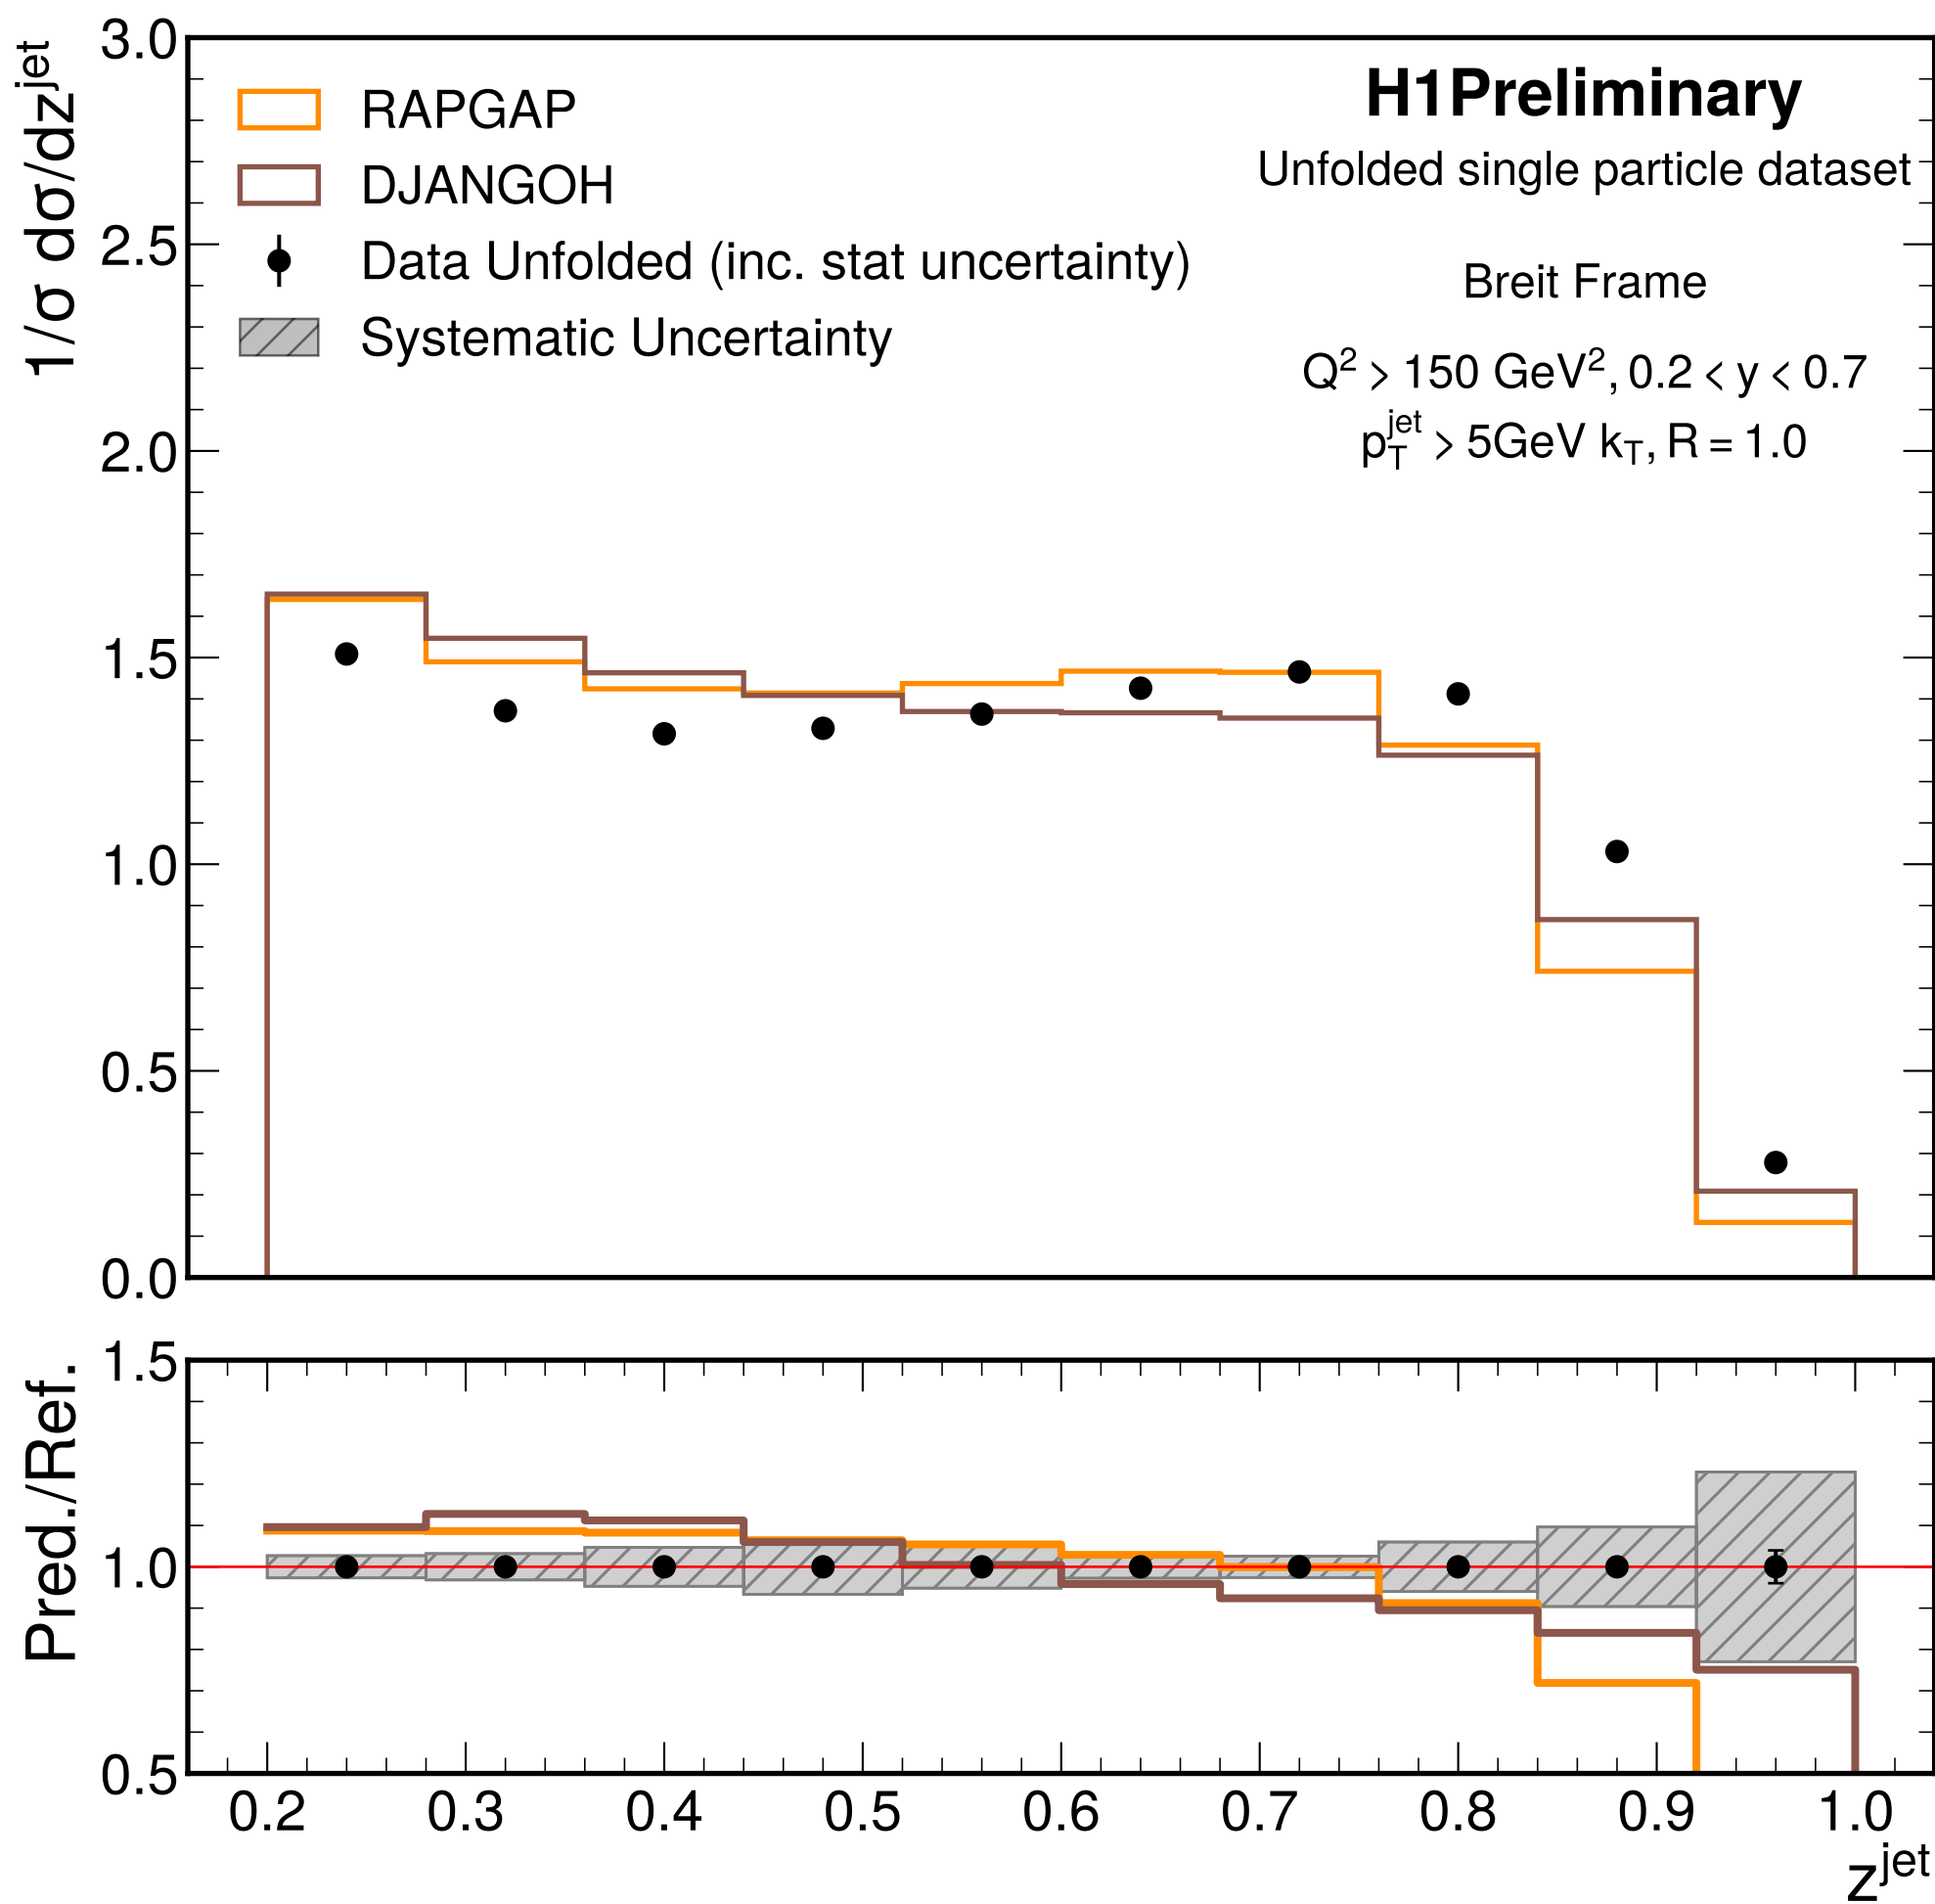 1/σ dσ/dz^jet
3.0
2.5
2.0
1.5
1.0
0.5
0.0
RAPGAP
DJANGOH
Data Unfolded (inc. stat uncertainty)
Systematic Uncertainty
H1Preliminary
Unfolded single particle dataset
Breit Frame
Q² > 150 GeV², 0.2 < y < 0.7
p_T^jet > 5GeV k_T, R = 1.0
Pred./Ref.
1.5
1.0
0.5
0.2 0.3 0.4 0.5 0.6 0.7 0.8 0.9 1.0
z^jet